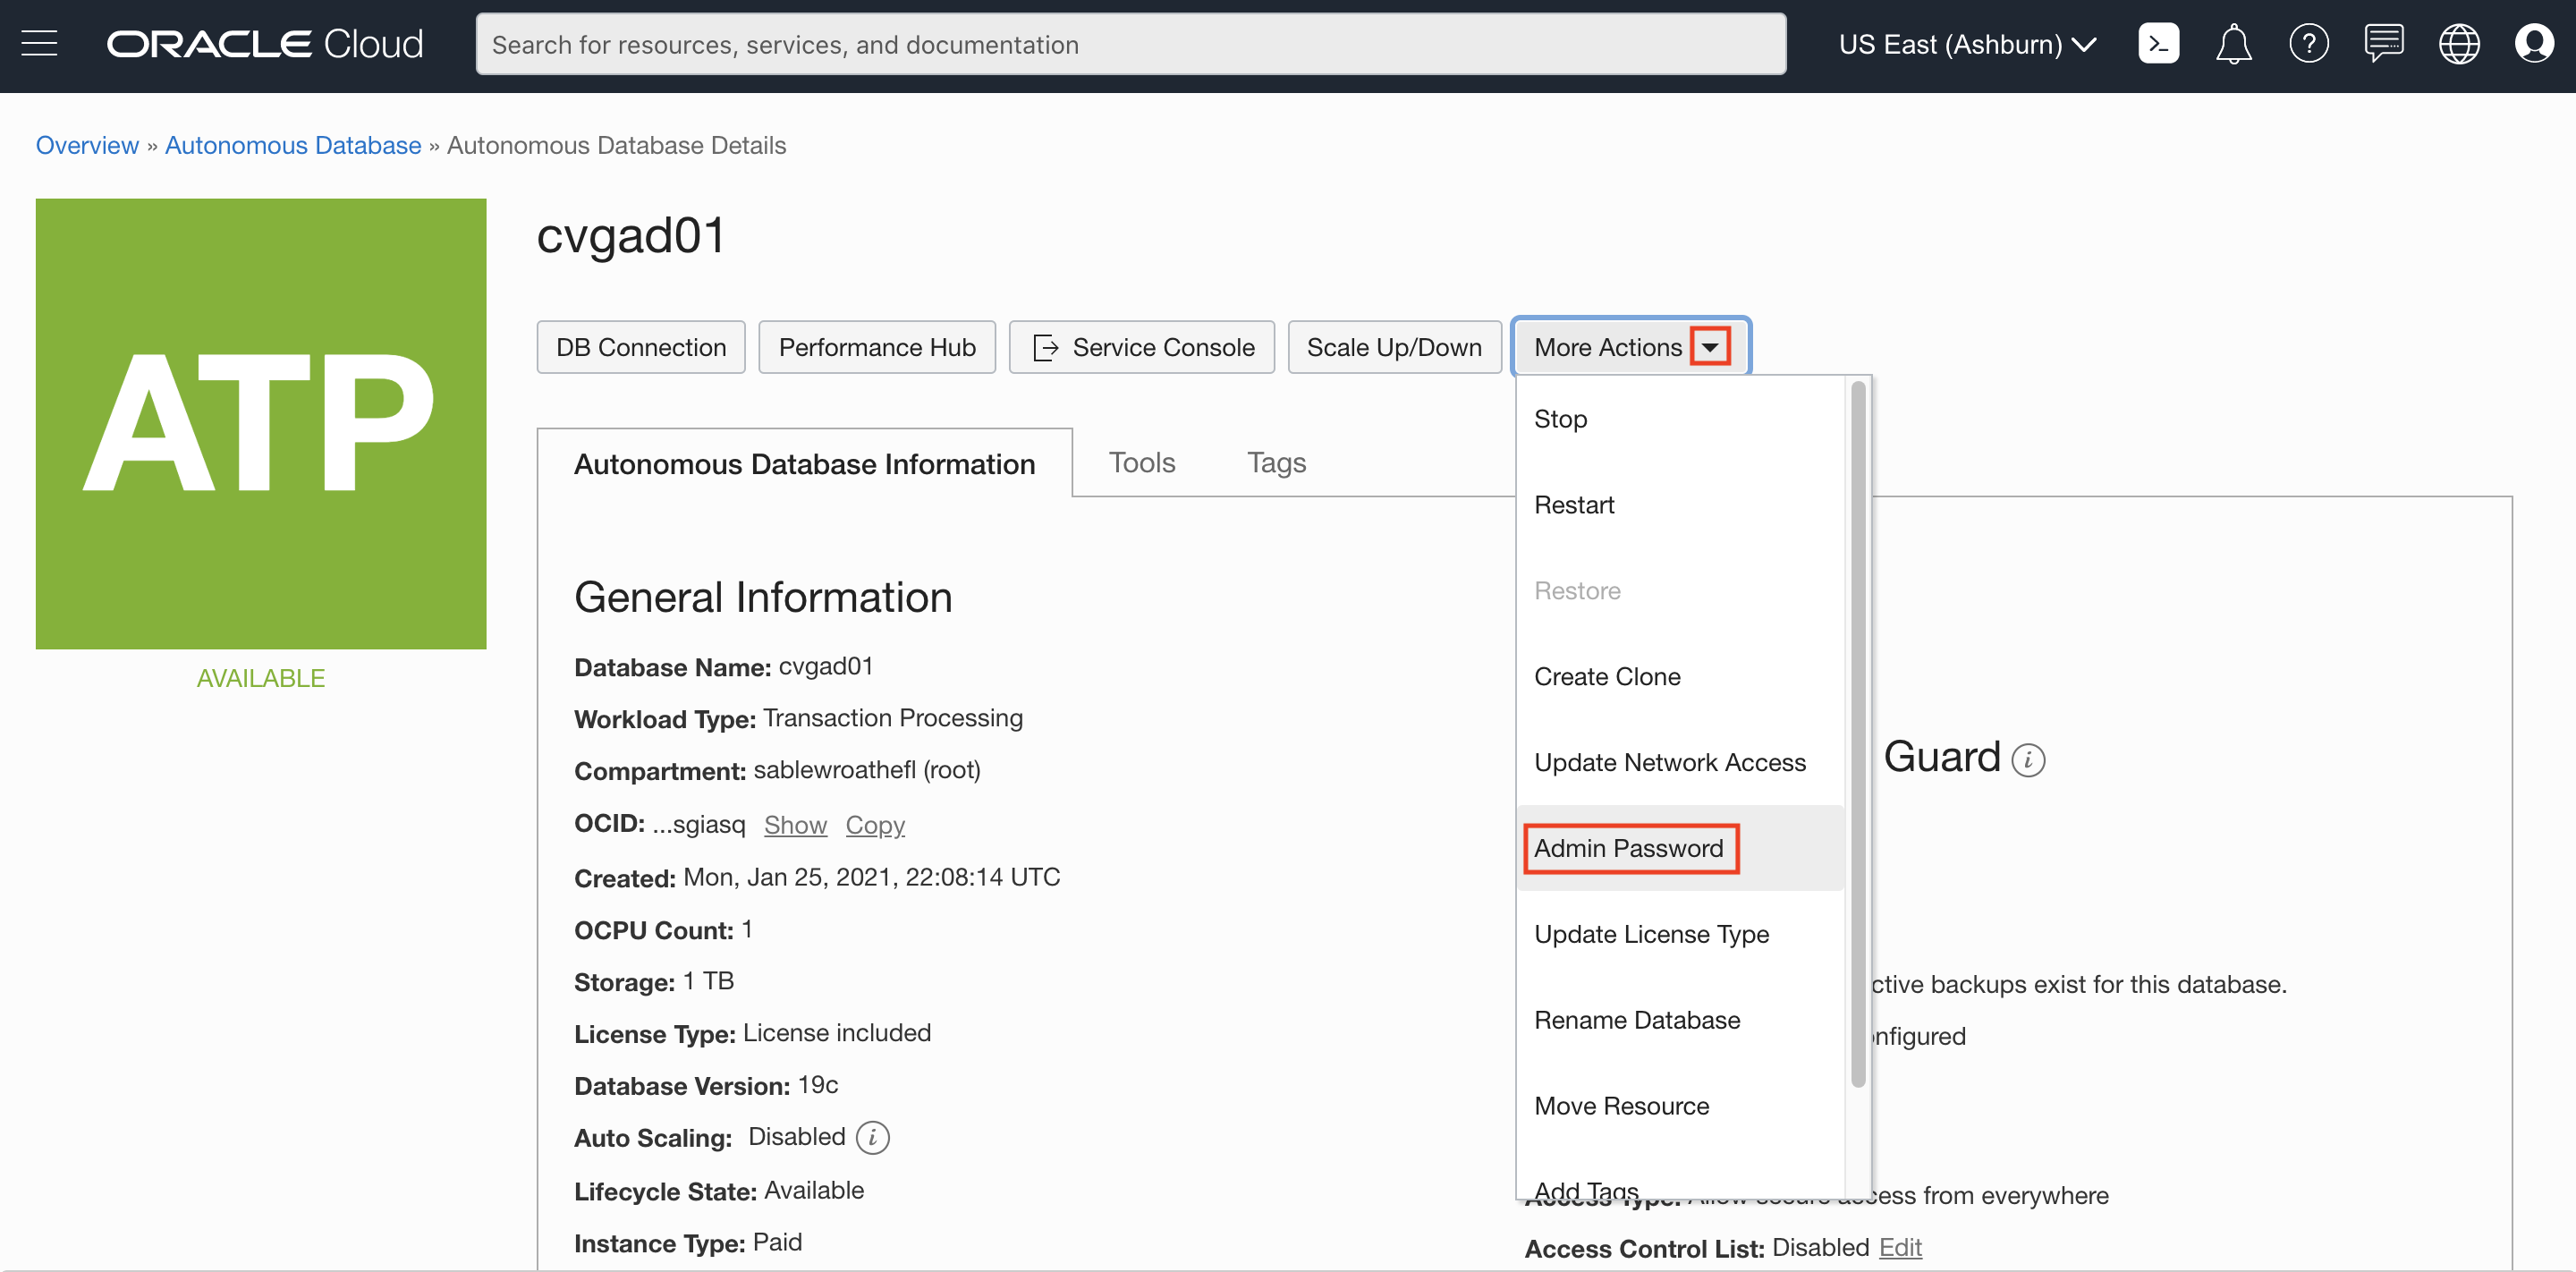 ORACLE Cloud
Search for resources, services, and documentation
US East (Ashburn)
Overview » Autonomous Database » Autonomous Database Details
ATP
AVAILABLE
cvgad01
DB Connection
Performance Hub
Service Console
Scale Up/Down
More Actions
Stop
Restart
Restore
Create Clone
Update Network Access
Admin Password
Update License Type
Rename Database
Move Resource
Add Tags
Autonomous Database Information
Tools
Tags
General Information
Database Name: cvgad01
Workload Type: Transaction Processing
Compartment: sablewroathefl (root)
OCID: ...sgiasq Show Copy
Created: Mon, Jan 25, 2021, 22:08:14 UTC
OCPU Count: 1
Storage: 1 TB
License Type: License included
Database Version: 19c
Auto Scaling: Disabled
Lifecycle State: Available
Instance Type: Paid
Guard
backups exist for this database.
Access Type: Allow secure access from everywhere
Access Control List: Disabled Edit